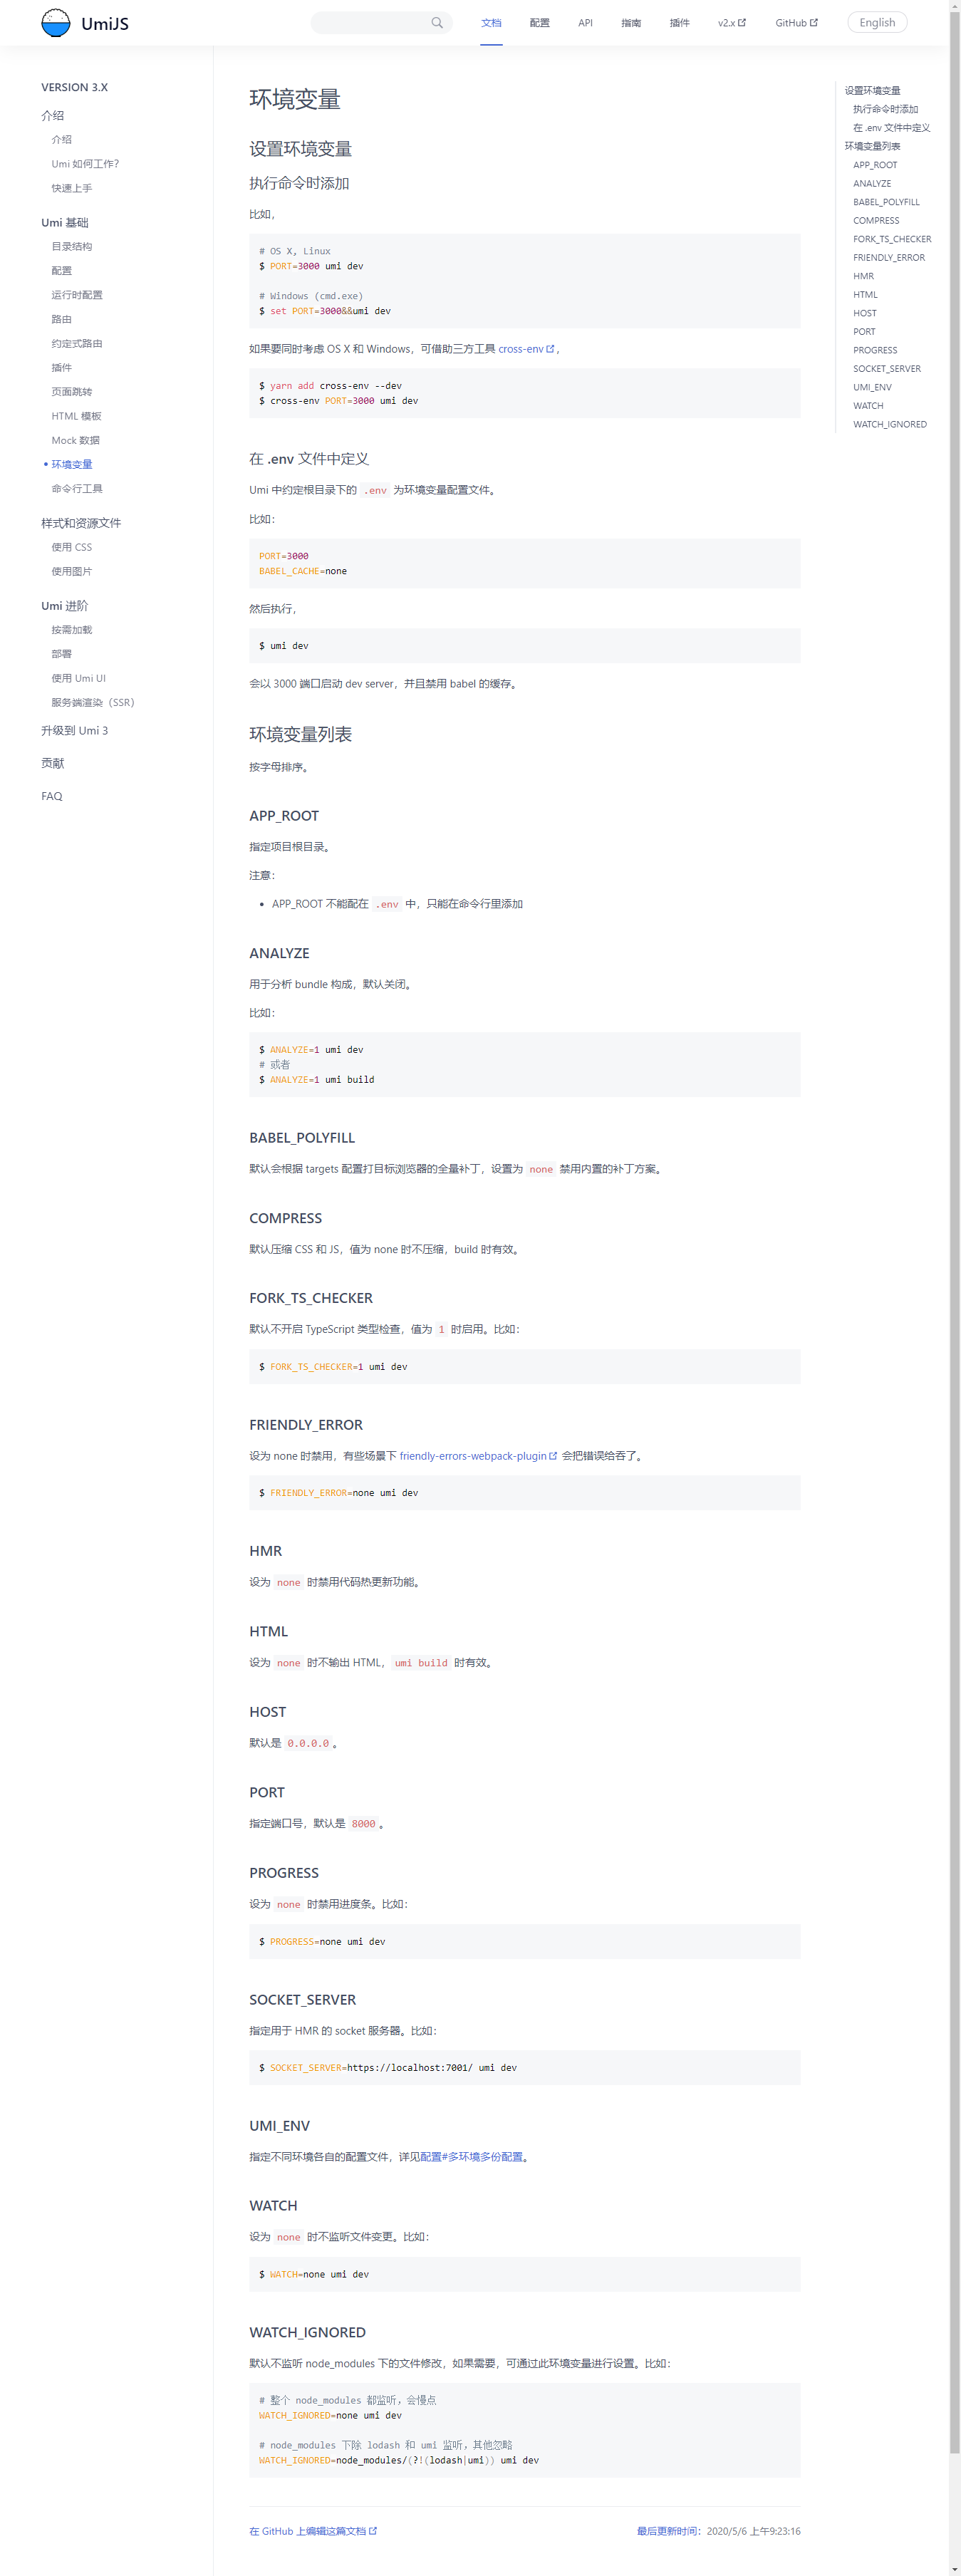 UmiJS
文档
配置
API
指南
插件
v2.x
GitHub
English
VERSION 3.X
介绍
介绍
Umi 如何工作？
快速上手
Umi 基础
目录结构
配置
运行时配置
路由
约定式路由
插件
页面跳转
HTML 模板
Mock 数据
环境变量
命令行工具
样式和资源文件
使用 CSS
使用图片
Umi 进阶
按需加载
部署
使用 Umi UI
服务端渲染（SSR）
升级到 Umi 3
贡献
FAQ
环境变量
设置环境变量
执行命令时添加
比如，
# OS X, Linux
$ PORT=3000 umi dev
# Windows (cmd.exe)
$ set PORT=3000&&umi dev
如果要同时考虑 OS X 和 Windows，可借助三方工具 cross-env，
$ yarn add cross-env --dev
$ cross-env PORT=3000 umi dev
在 .env 文件中定义
Umi 中约定根目录下的 .env 为环境变量配置文件。
比如：
PORT=3000
BABEL_CACHE=none
然后执行，
$ umi dev
会以 3000 端口启动 dev server，并且禁用 babel 的缓存。
环境变量列表
按字母排序。
APP_ROOT
指定项目根目录。
注意：
• APP_ROOT 不能配在 .env 中，只能在命令行里添加
ANALYZE
用于分析 bundle 构成，默认关闭。
比如：
$ ANALYZE=1 umi dev
# 或者
$ ANALYZE=1 umi build
BABEL_POLYFILL
默认会根据 targets 配置打目标浏览器的全量补丁，设置为 none 禁用内置的补丁方案。
COMPRESS
默认压缩 CSS 和 JS，值为 none 时不压缩，build 时有效。
FORK_TS_CHECKER
默认不开启 TypeScript 类型检查，值为 1 时启用。比如：
$ FORK_TS_CHECKER=1 umi dev
FRIENDLY_ERROR
设为 none 时禁用，有些场景下 friendly-errors-webpack-plugin 会把错误给吞了。
$ FRIENDLY_ERROR=none umi dev
HMR
设为 none 时禁用代码热更新功能。
HTML
设为 none 时不输出 HTML，umi build 时有效。
HOST
默认是 0.0.0.0。
PORT
指定端口号，默认是 8000。
PROGRESS
设为 none 时禁用进度条。比如：
$ PROGRESS=none umi dev
SOCKET_SERVER
指定用于 HMR 的 socket 服务器。比如：
$ SOCKET_SERVER=https://localhost:7001/ umi dev
UMI_ENV
指定不同环境各自的配置文件，详见配置#多环境多份配置。
WATCH
设为 none 时不监听文件变更。比如：
$ WATCH=none umi dev
WATCH_IGNORED
默认不监听 node_modules 下的文件修改，如果需要，可通过此环境变量进行设置。比如：
# 整个 node_modules 都监听，会慢点
WATCH_IGNORED=none umi dev
# node_modules 下除 lodash 和 umi 监听，其他忽略
WATCH_IGNORED=node_modules/(?!(lodash|umi)) umi dev
在 GitHub 上编辑这篇文档
最后更新时间：2020/5/6 上午9:23:16
设置环境变量
执行命令时添加
在 .env 文件中定义
环境变量列表
APP_ROOT
ANALYZE
BABEL_POLYFILL
COMPRESS
FORK_TS_CHECKER
FRIENDLY_ERROR
HMR
HTML
HOST
PORT
PROGRESS
SOCKET_SERVER
UMI_ENV
WATCH
WATCH_IGNORED